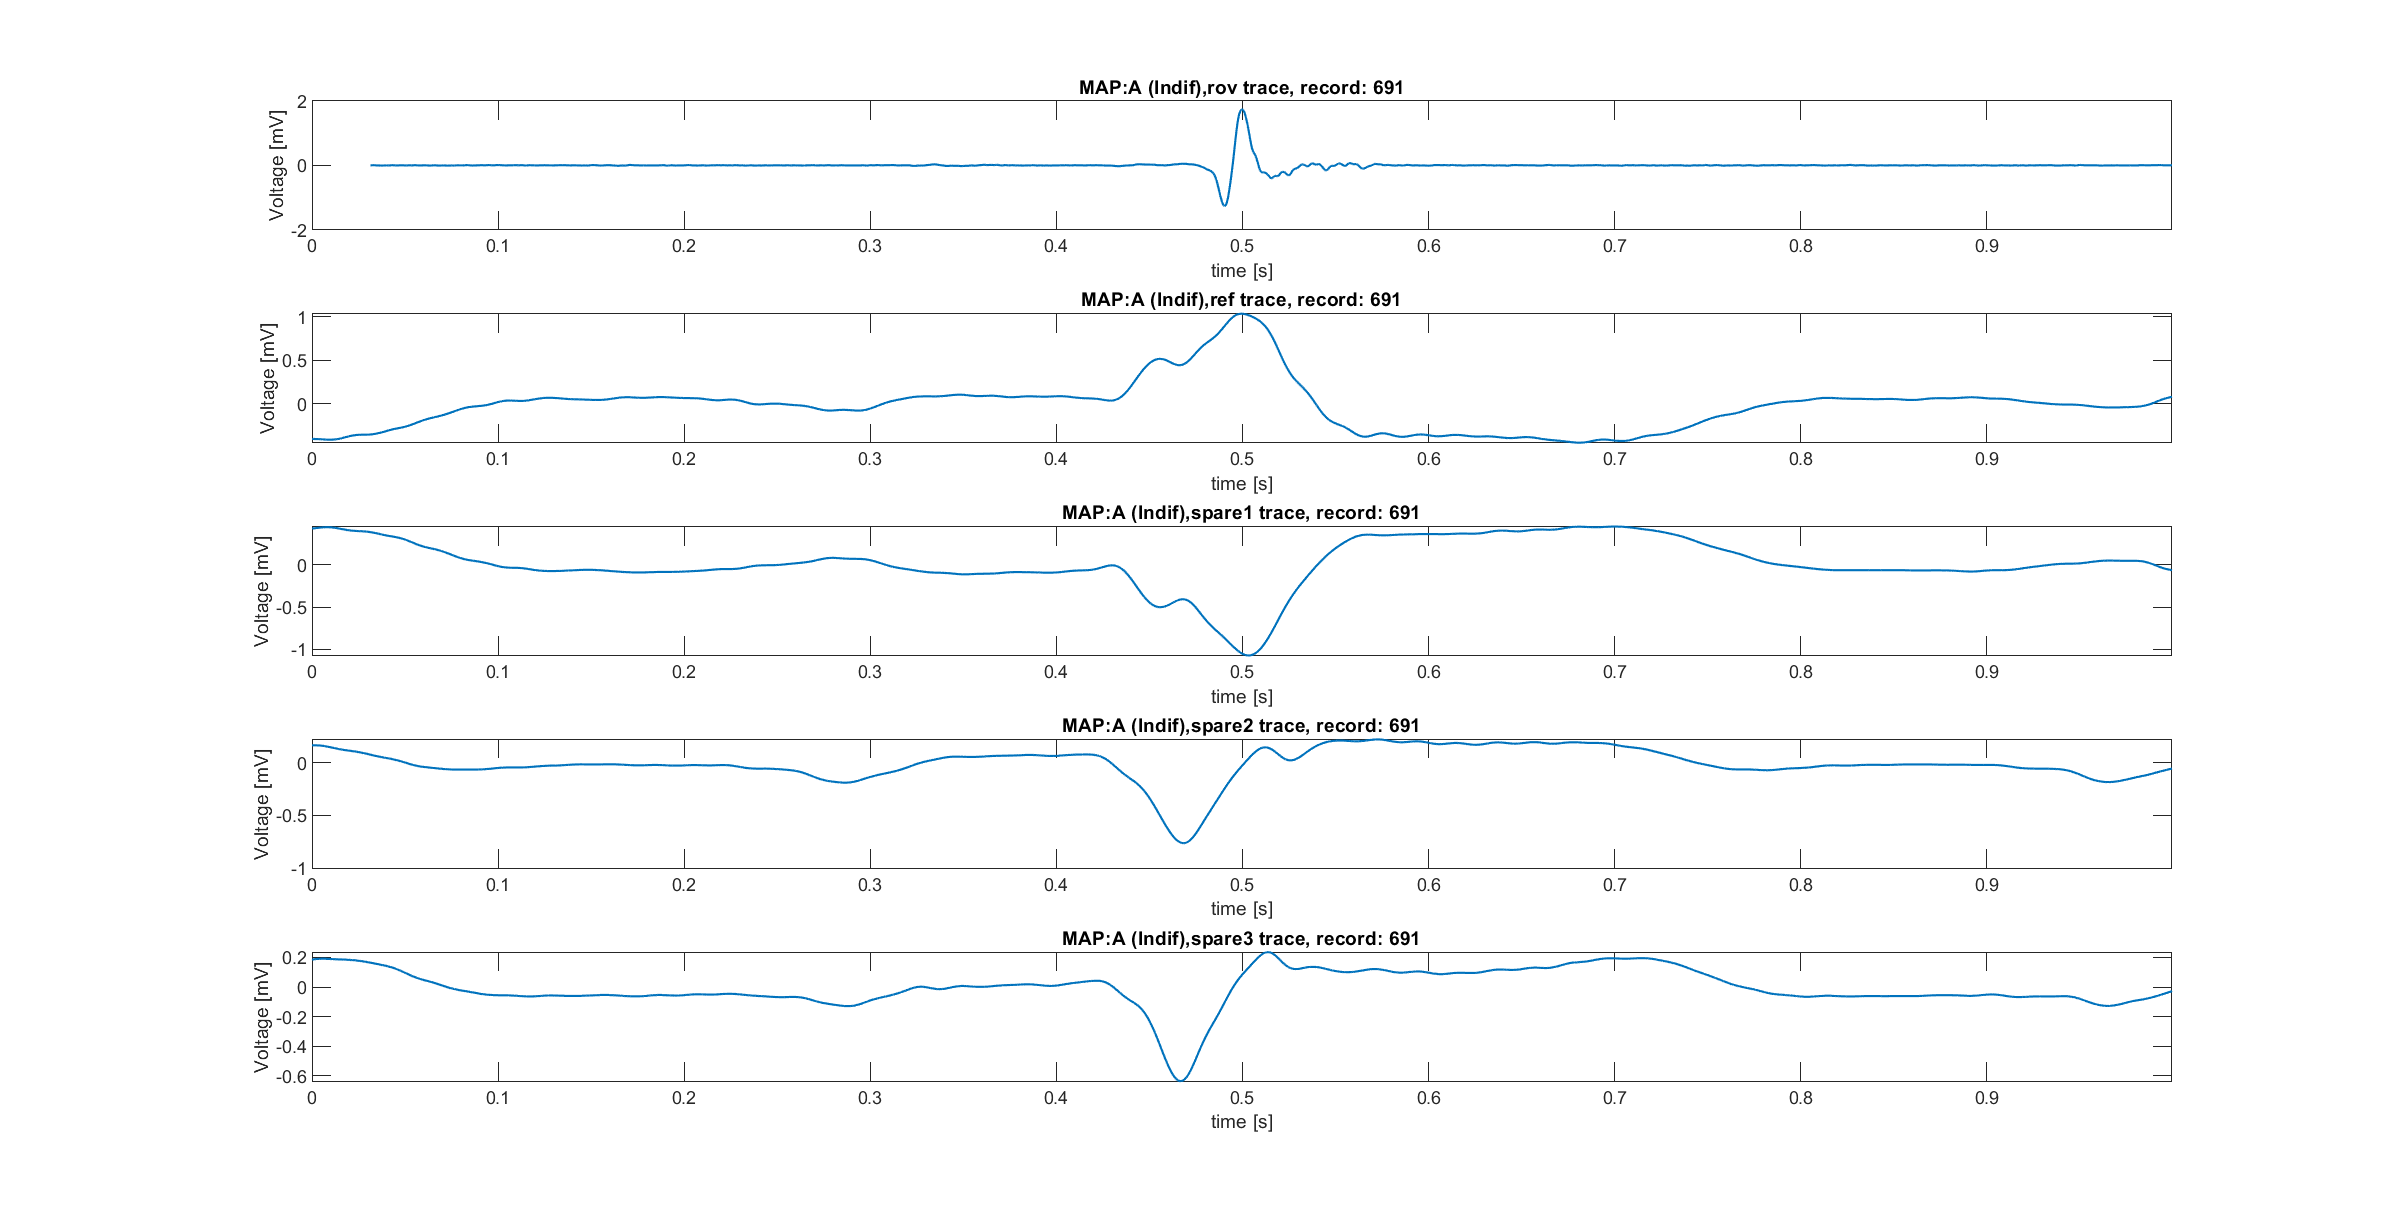 MAP:A (Indif),rov trace, record: 691
Voltage [mV]
2
0
-2
0 0.1 0.2 0.3 0.4 0.5 0.6 0.7 0.8 0.9
time [s]
MAP:A (Indif),ref trace, record: 691
Voltage [mV]
1
0.5
0
0 0.1 0.2 0.3 0.4 0.5 0.6 0.7 0.8 0.9
time [s]
MAP:A (Indif),spare1 trace, record: 691
Voltage [mV]
0
-0.5
-1
0 0.1 0.2 0.3 0.4 0.5 0.6 0.7 0.8 0.9
time [s]
MAP:A (Indif),spare2 trace, record: 691
Voltage [mV]
0
-0.5
-1
0 0.1 0.2 0.3 0.4 0.5 0.6 0.7 0.8 0.9
time [s]
MAP:A (Indif),spare3 trace, record: 691
Voltage [mV]
0.2
0
-0.2
-0.4
-0.6
0 0.1 0.2 0.3 0.4 0.5 0.6 0.7 0.8 0.9
time [s]